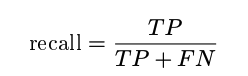 recall = TP / (TP + FN)